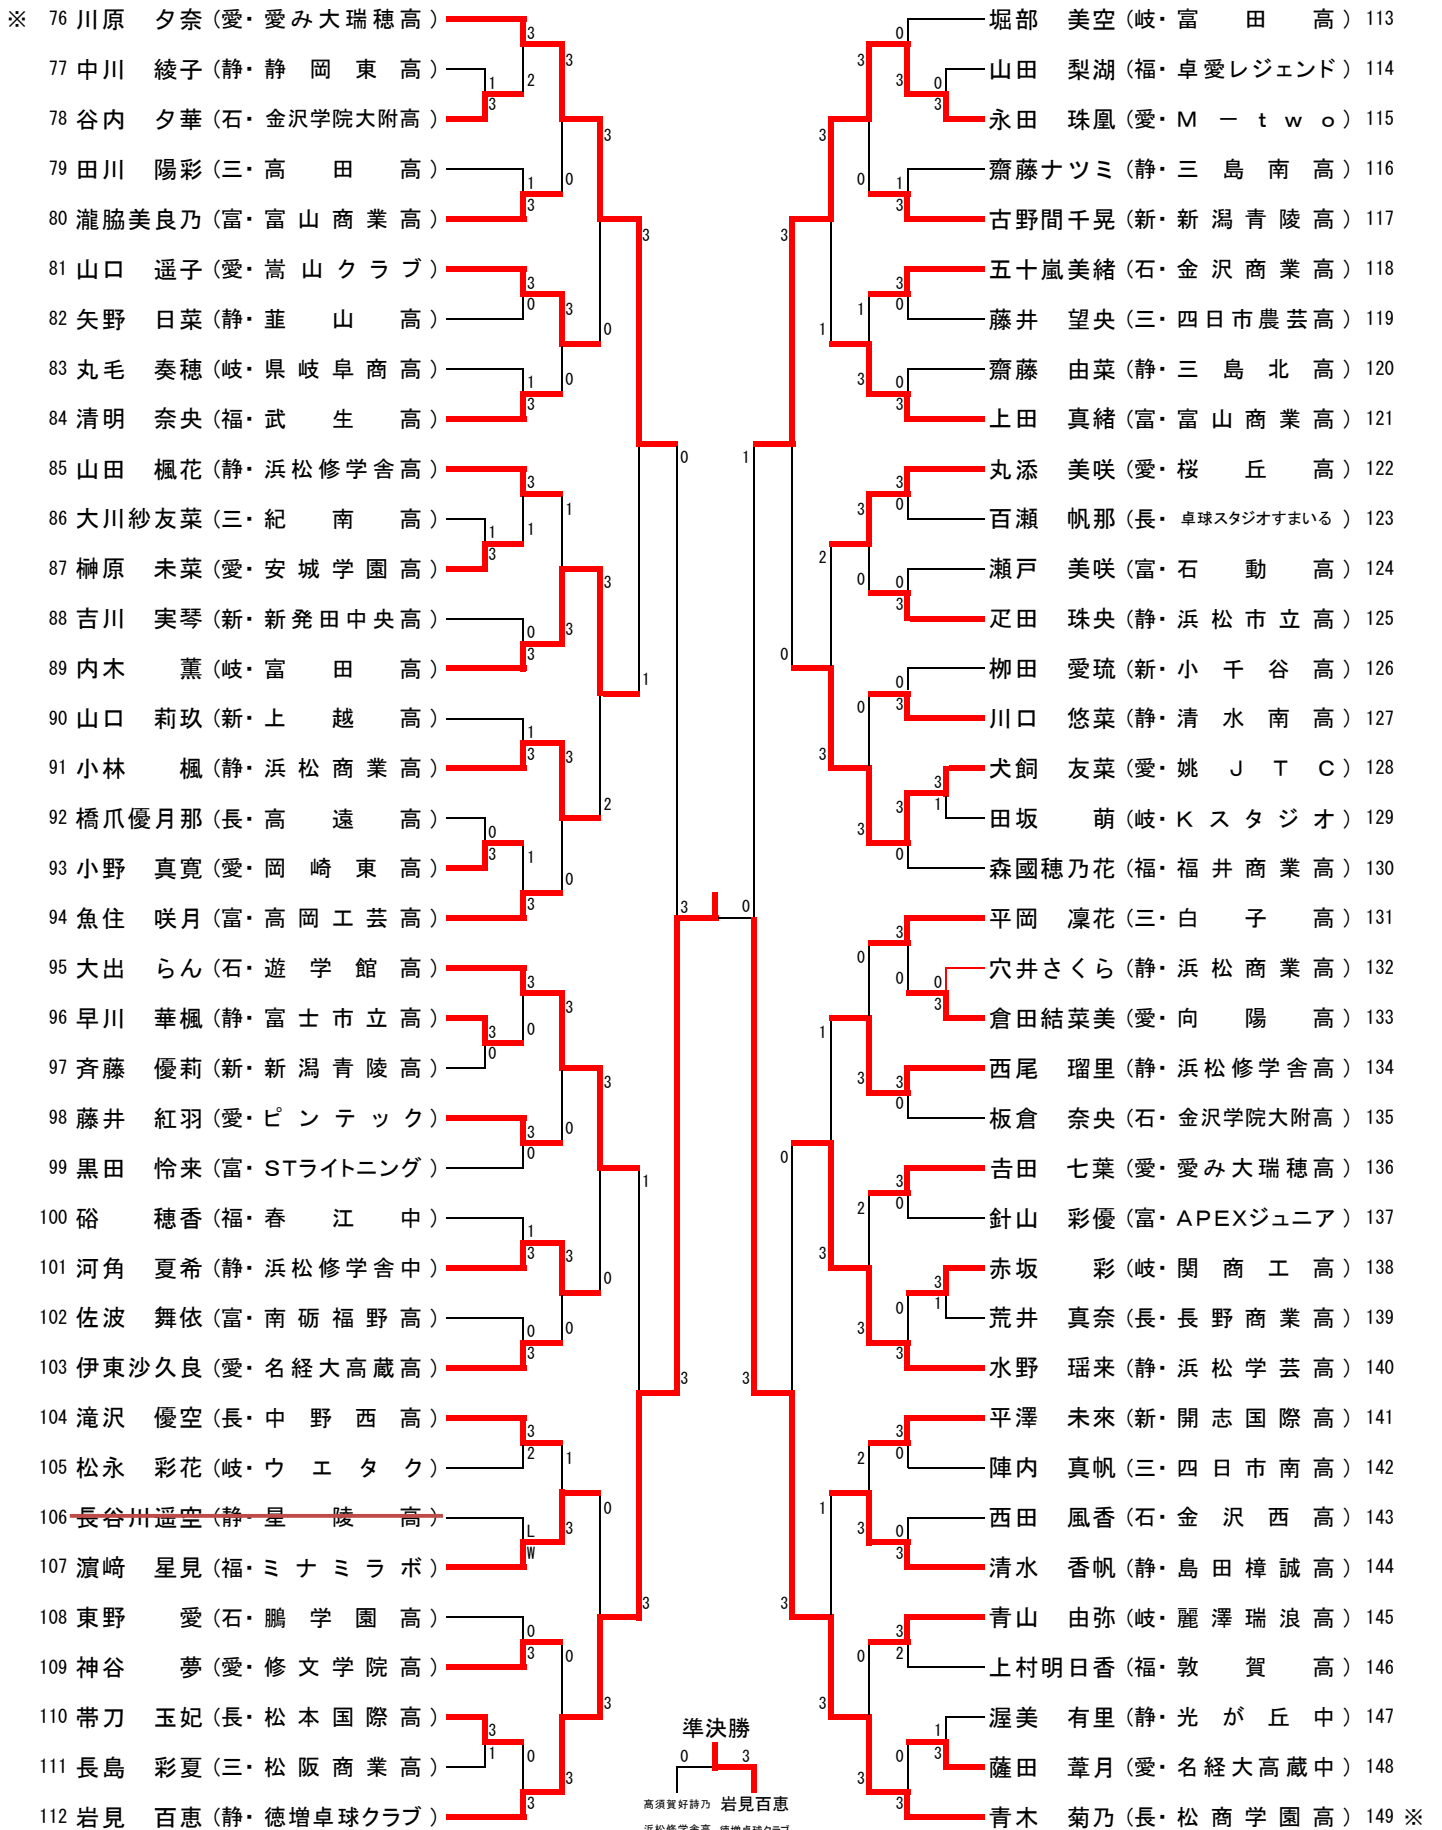 ※ 76 川原 夕奈 (愛・愛み大瑞穂高)
77 中川 綾子 (静・静岡東高)
78 谷内 夕華 (石・金沢学院大附高)
79 田川 陽彩 (三・高田高)
80 瀧脇美良乃 (富・富山商業高)
81 山口 遥子 (愛・嵩山クラブ)
82 矢野 日菜 (静・韮山高)
83 丸毛 奏穂 (岐・県岐阜商高)
84 清明 奈央 (福・武生高)
85 山田 楓花 (静・浜松修学舎高)
86 大川紗友菜 (三・紀南高)
87 榊原 未菜 (愛・安城学園高)
88 吉川 実琴 (新・新発田中央高)
89 内木 薫 (岐・富田高)
90 山口 莉玖 (新・上越高)
91 小林 楓 (静・浜松商業高)
92 橋爪優月那 (長・高遠高)
93 小野 真寛 (愛・岡崎東高)
94 魚住 咲月 (富・高岡工芸高)
95 大出 らん (石・遊学館高)
96 早川 華楓 (静・富士市立高)
97 斉藤 優莉 (新・新潟青陵高)
98 藤井 紅羽 (愛・ピンテック)
99 黒田 怜来 (富・STライトニング)
100 硲 穂香 (福・春江中)
101 河角 夏希 (静・浜松修学舎中)
102 佐波 舞依 (富・南砺福野高)
103 伊東沙久良 (愛・名経大高蔵高)
104 滝沢 優空 (長・中野西高)
105 松永 彩花 (岐・ウエタク)
106 長谷川遥空 (静・星陵高)
107 濵﨑 星見 (福・ミナミラボ)
108 東野 愛 (石・鵬学園高)
109 神谷 夢 (愛・修文学院高)
110 帯刀 玉妃 (長・松本国際高)
111 長島 彩夏 (三・松阪商業高)
112 岩見 百恵 (静・徳増卓球クラブ)
堀部 美空 (岐・富田高) 113
山田 梨湖 (福・卓愛レジェンド) 114
永田 珠凰 (愛・M－two) 115
齋藤ナツミ (静・三島南高) 116
古野間千晃 (新・新潟青陵高) 117
五十嵐美緒 (石・金沢商業高) 118
藤井 望央 (三・四日市農芸高) 119
齋藤 由菜 (静・三島北高) 120
上田 真緒 (富・富山商業高) 121
丸添 美咲 (愛・桜丘高) 122
百瀬 帆那 (長・卓球スタジオすまいる) 123
瀬戸 美咲 (富・石動高) 124
疋田 珠央 (静・浜松市立高) 125
栁田 愛琉 (新・小千谷高) 126
川口 悠菜 (静・清水南高) 127
犬飼 友菜 (愛・姚JTC) 128
田坂 萌 (岐・Kスタジオ) 129
森國穂乃花 (福・福井商業高) 130
平岡 凜花 (三・白子高) 131
穴井さくら (静・浜松商業高) 132
倉田結菜美 (愛・向陽高) 133
西尾 瑠里 (静・浜松修学舎高) 134
板倉 奈央 (石・金沢学院大附高) 135
吉田 七葉 (愛・愛み大瑞穂高) 136
針山 彩優 (富・APEXジュニア) 137
赤坂 彩 (岐・関商工高) 138
荒井 真奈 (長・長野商業高) 139
水野 瑶来 (静・浜松学芸高) 140
平澤 未來 (新・開志国際高) 141
陣内 真帆 (三・四日市南高) 142
西田 風香 (石・金沢西高) 143
清水 香帆 (静・島田樟誠高) 144
青山 由弥 (岐・麗澤瑞浪高) 145
上村明日香 (福・敦賀高) 146
渥美 有里 (静・光が丘中) 147
薩田 葦月 (愛・名経大高蔵中) 148
青木 菊乃 (長・松商学園高) 149 ※
準決勝
0 3
高須賀好詩乃 岩見百恵
浜松修学舎高 徳増卓球クラブ